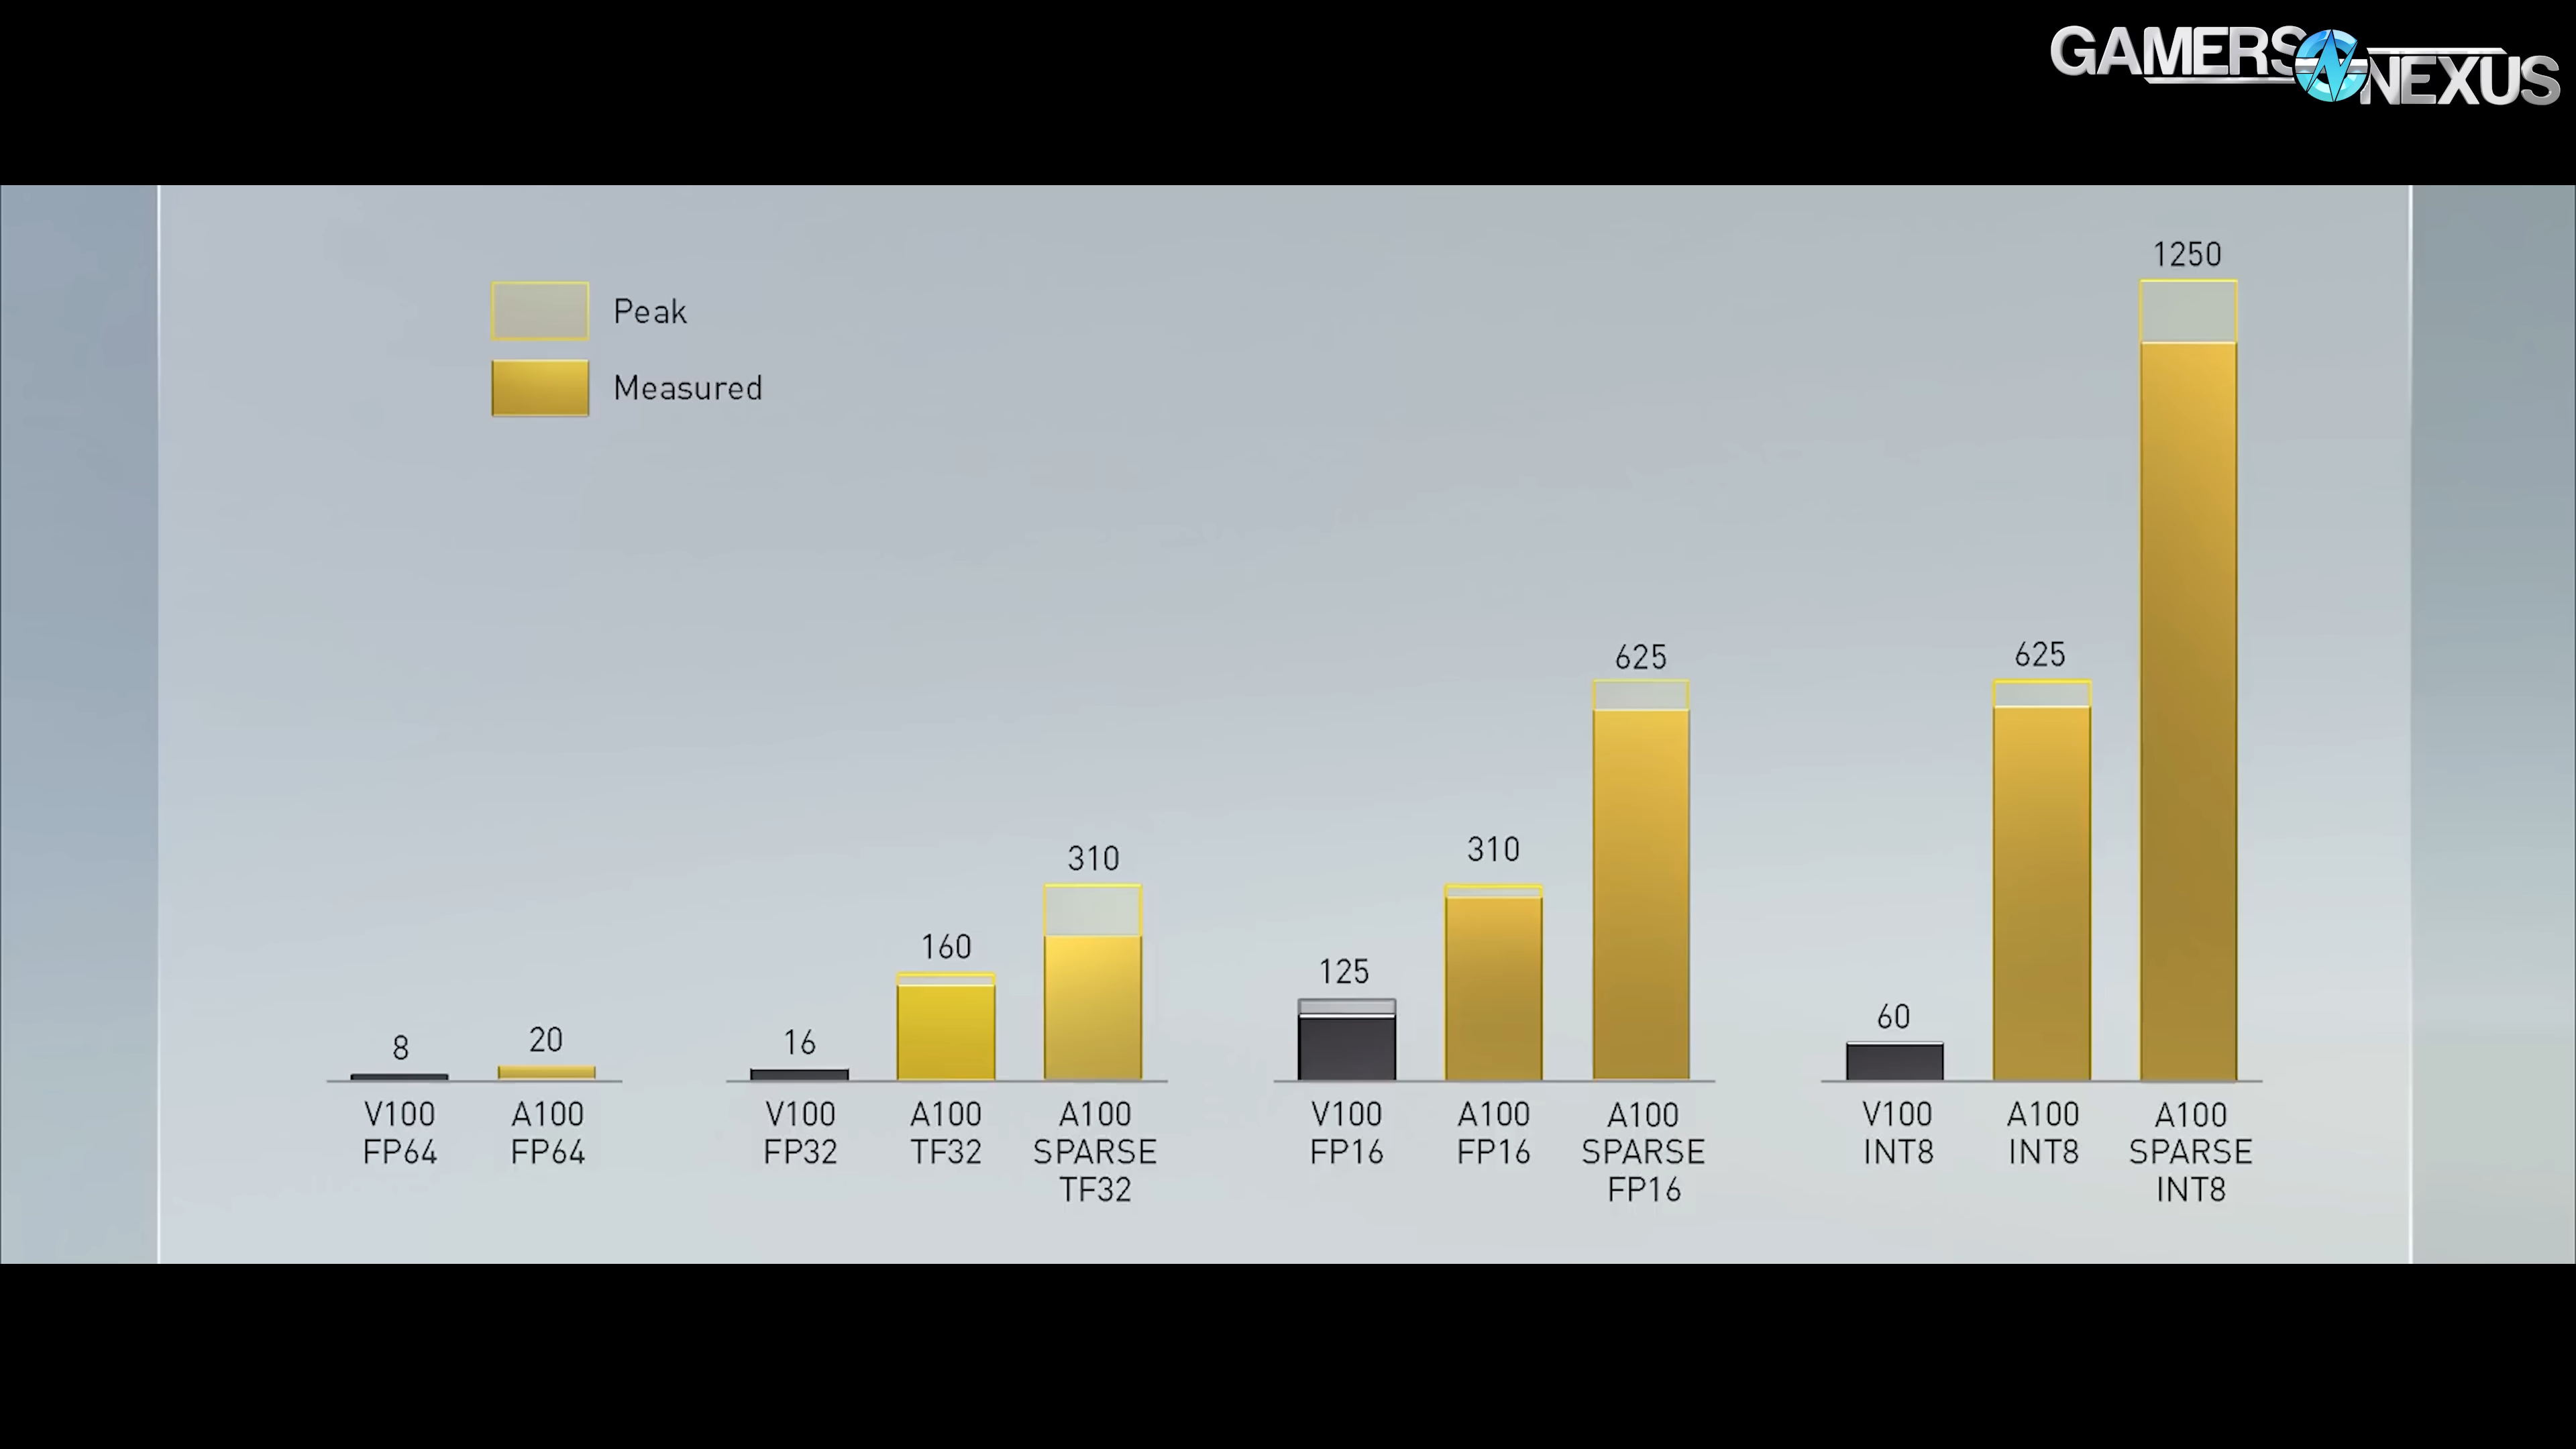 GAMERS NEXUS
Peak
Measured
1250
625
625
310
310
160
125
60
16
20
8
V100
FP64
A100
FP64
V100
FP32
A100
TF32
A100
SPARSE
TF32
V100
FP16
A100
FP16
A100
SPARSE
FP16
V100
INT8
A100
INT8
A100
SPARSE
INT8